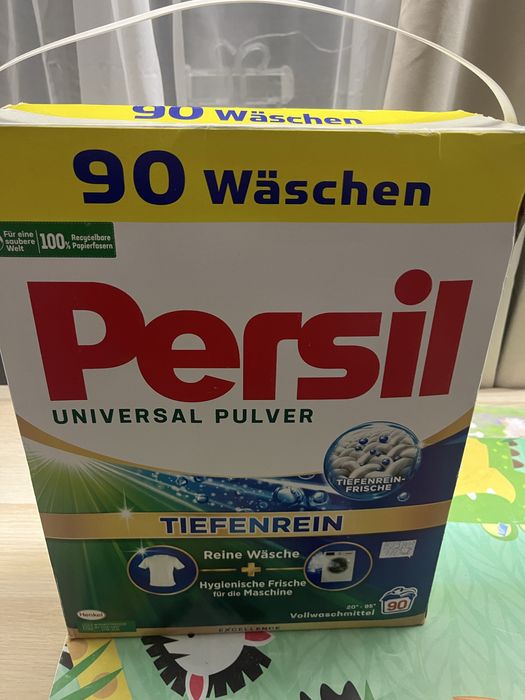 90 Wäschen
90 Wäschen
Für eine
saubere
Welt
100% Recycelbare
Papierfasern
Persil
UNIVERSAL PULVER
TIEFENREIN-
FRISCHE
TIEFENREIN
Reine Wäsche
+
Hygienische Frische
für die Maschine
20°-95°
Vollwaschmittel
90
Henkel
EXCELLENCE